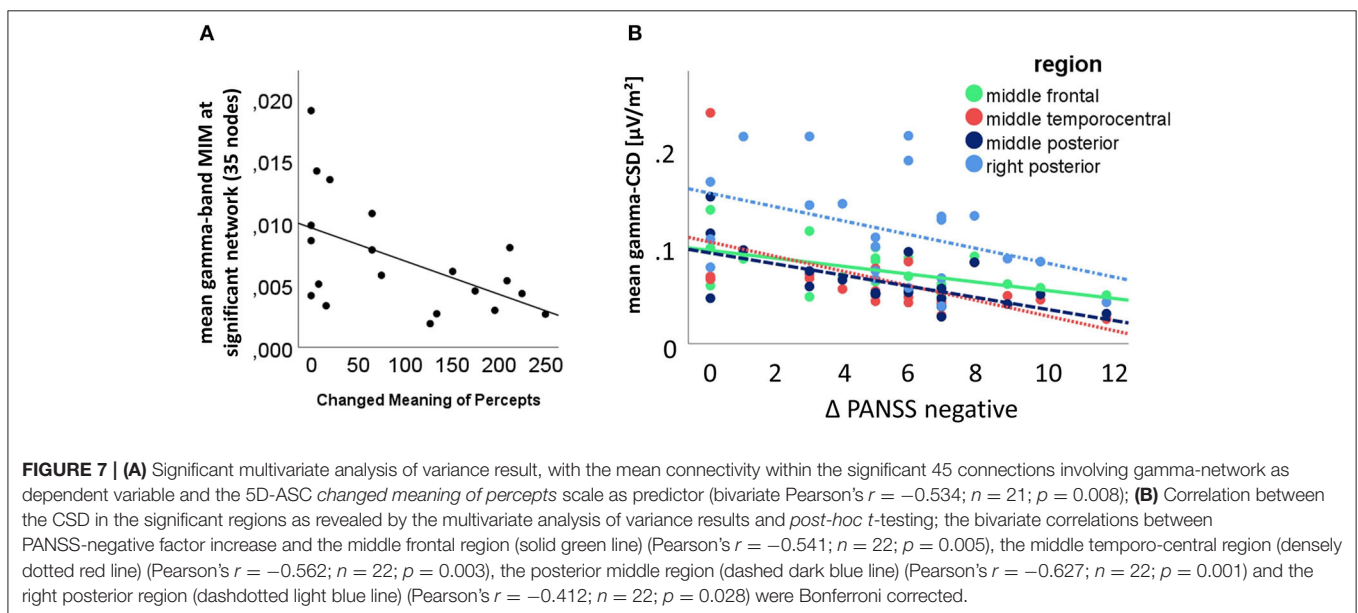 A
mean gamma-band MIM at
significant network (35 nodes)
,020
,015
,010
,005
,000
0 50 100 150 200 250
Changed Meaning of Percepts
B
mean gamma-CSD [µV/m²]
.2
.1
0
0 2 4 6 8 10 12
Δ PANSS negative
region
middle frontal
middle temporocentral
middle posterior
right posterior
FIGURE 7 | (A) Significant multivariate analysis of variance result, with the mean connectivity within the significant 45 connections involving gamma-network as
dependent variable and the 5D-ASC changed meaning of percepts scale as predictor (bivariate Pearson's r = −0.534; n = 21; p = 0.008); (B) Correlation between
the CSD in the significant regions as revealed by the multivariate analysis of variance results and post-hoc t-testing; the bivariate correlations between
PANSS-negative factor increase and the middle frontal region (solid green line) (Pearson's r = −0.541; n = 22; p = 0.005), the middle temporo-central region (densely
dotted red line) (Pearson's r = −0.562; n = 22; p = 0.003), the posterior middle region (dashed dark blue line) (Pearson's r = −0.627; n = 22; p = 0.001) and the
right posterior region (dashdotted light blue line) (Pearson's r = −0.412; n = 22; p = 0.028) were Bonferroni corrected.